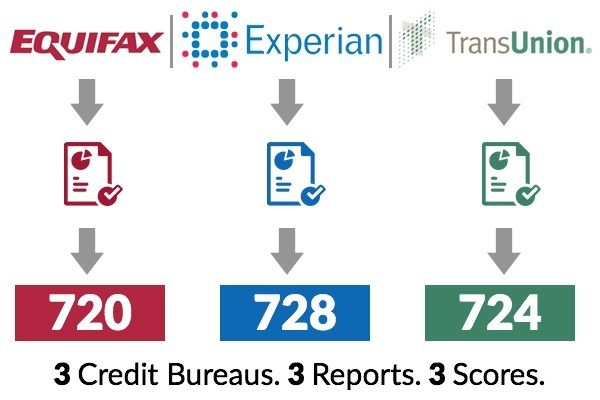 EQUIFAX Experian TransUnion®
720 728 724
3 Credit Bureaus. 3 Reports. 3 Scores.